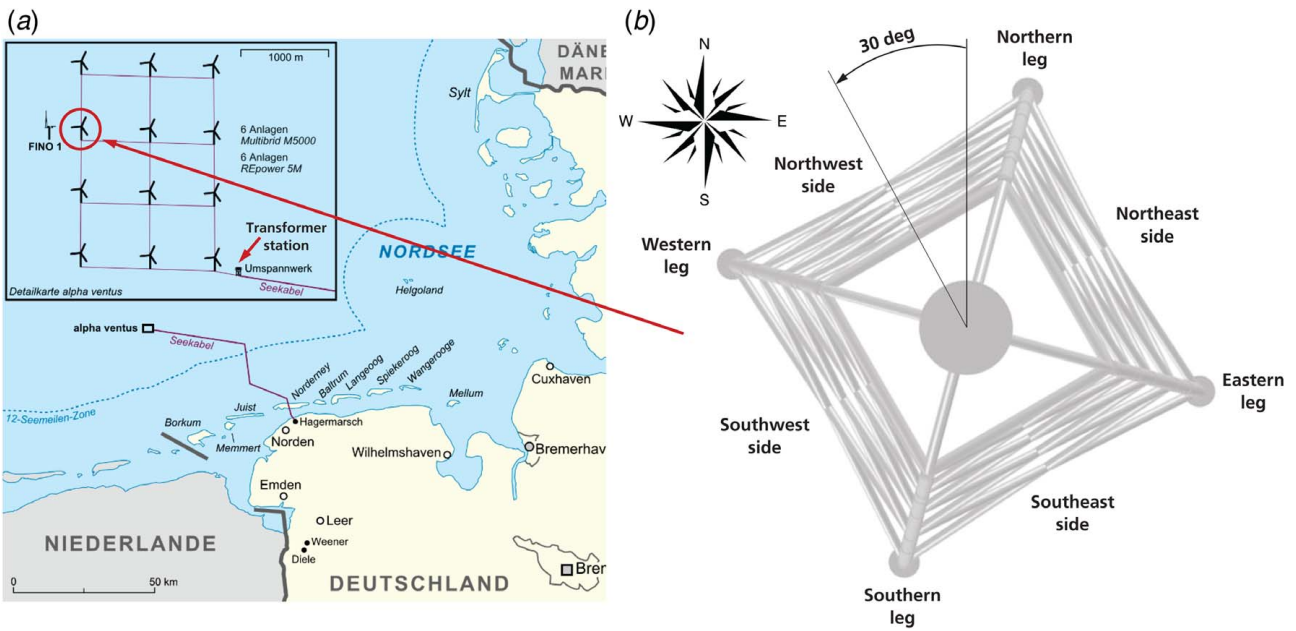 (a)
1000 m
FINO 1
6 Anlagen
Multibrid M5000
6 Anlagen
REpower 5M
Transformer
station
Umspannwerk
Seekabel
Detailkarte alpha ventus
DÄNE
MARI
Sylt
NORDSEE
Helgoland
alpha ventus
Seekabel
12-Seemeilen-Zone
Borkum
Juist
Memmert
Norderney
Baltrum
Langeoog
Spiekeroog
Wangerooge
Mellum
Cuxhaven
Hagermarsch
Norden
Wilhelmshaven
Bremerhav
Emden
Leer
Weener
Diele
NIEDERLANDE
DEUTSCHLAND
Brem
0
50 km
(b)
N
W
E
S
30 deg
Northern
leg
Northwest
side
Northeast
side
Western
leg
Eastern
leg
Southwest
side
Southeast
side
Southern
leg